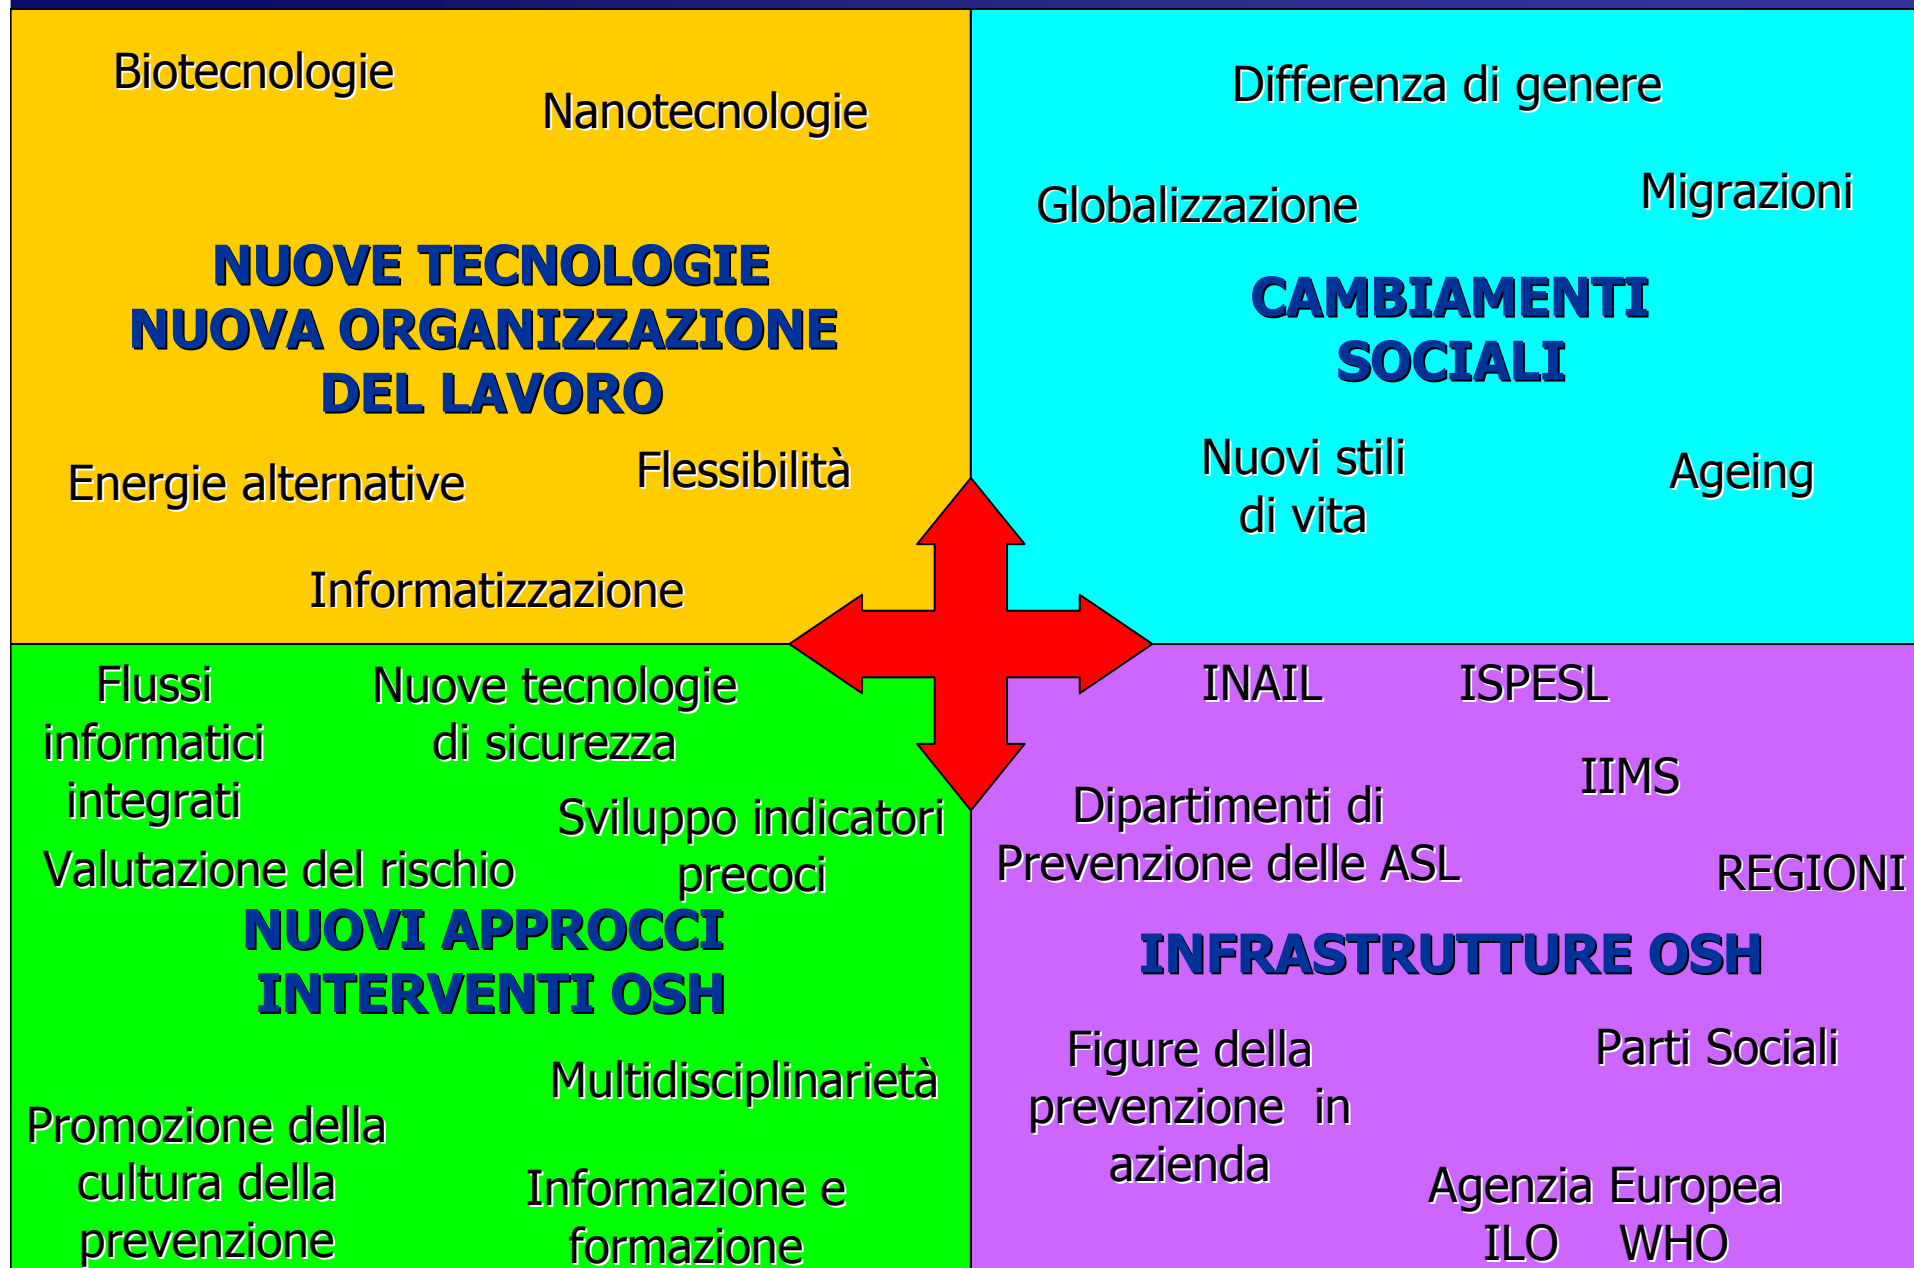 Biotecnologie
Nanotecnologie
NUOVE TECNOLOGIE
NUOVA ORGANIZZAZIONE
DEL LAVORO
Energie alternative
Flessibilità
Informatizzazione
Differenza di genere
Globalizzazione
Migrazioni
CAMBIAMENTI
SOCIALI
Nuovi stili
di vita
Ageing
Flussi
informatici
integrati
Nuove tecnologie
di sicurezza
Sviluppo indicatori
precoci
Valutazione del rischio
NUOVI APPROCCI
INTERVENTI OSH
Multidisciplinarietà
Promozione della
cultura della
prevenzione
Informazione e
formazione
INAIL
ISPESL
IIMS
Dipartimenti di
Prevenzione delle ASL
REGIONI
INFRASTRUTTURE OSH
Figure della
prevenzione in
azienda
Parti Sociali
Agenzia Europea
ILO WHO